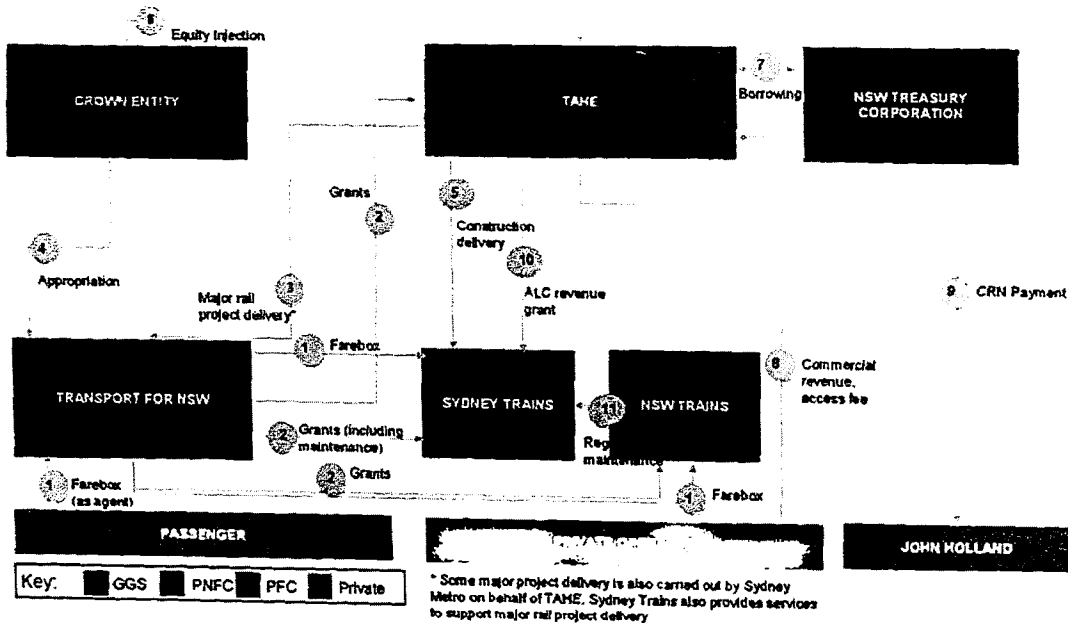 6
Equity Injection
CROWN ENTITY
TAHE
7
Borrowing
NSW TREASURY
CORPORATION
Grants
2
5
Construction
delivery
4
Appropriation
10
ALC revenue
grant
3
Major rail
project delivery*
9 CRN Payment
1 Farebox
8
Commercial
revenue,
access fee
TRANSPORT FOR NSW
SYDNEY TRAINS
11
NSW TRAINS
2 Grants (including
maintenance)
Reg
maintenance
2 Grants
1 Farebox
(as agent)
1 Farebox
PASSENGER
JOHN HOLLAND
Key: GGS PNFC PFC Private
* Some major project delivery is also carried out by Sydney
Metro on behalf of TAHE. Sydney Trains also provides services
to support major rail project delivery